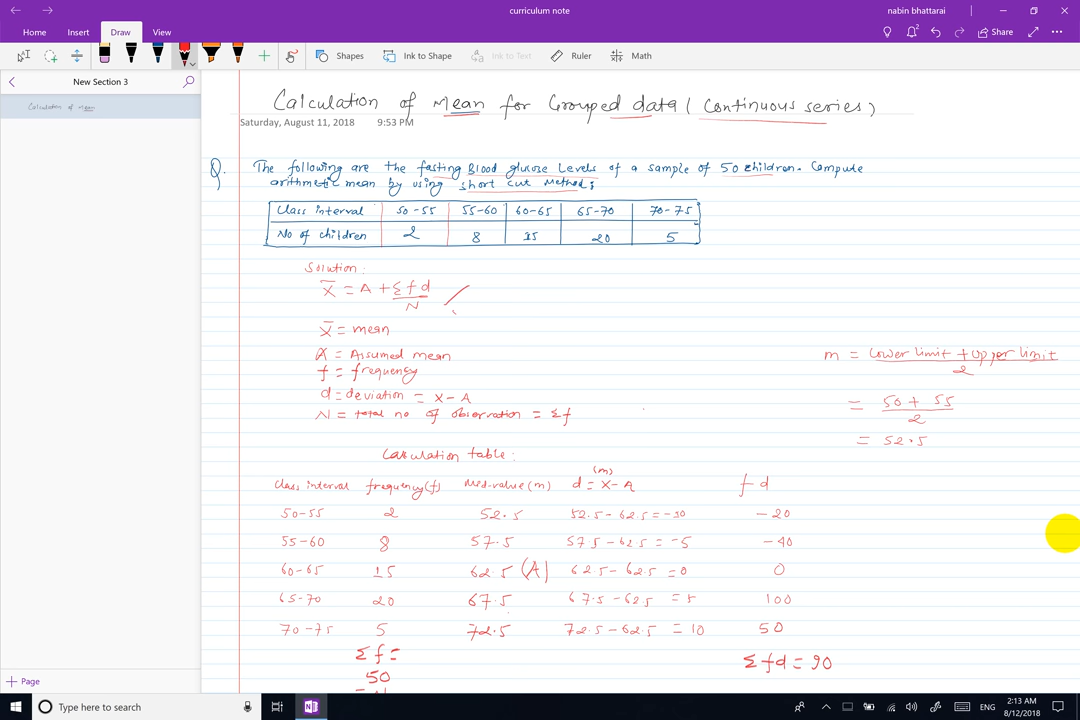 curriculum note
nabin bhattarai
Home Insert Draw View
Share
Shapes Ink to Shape Ink to Text Ruler Math
New Section 3
Calculation of Mean
Calculation of Mean for Grouped data (Continuous series)
Saturday, August 11, 2018 9:53 PM
Q. The following are the fasting Blood glucose Levels of a sample of 50 children. Compute
arithmetic mean by using short cut Method;
Class interval 50-55 55-60 60-65 65-70 70-75
No of children 2 8 15 20 5
Solution:
X̄ = A + Σfd/N
X̄ = mean
A = Assumed mean
f = frequency
d = deviation = X-A
N = total no of observation = Σf
m = Lower limit + Upper limit / 2
= 50 + 55 / 2
= 52.5
Calculation table:
(m)
Class interval frequency(f) Mid-value (m) d = X-A fd
50-55 2 52.5 52.5-62.5=-10 -20
55-60 8 57.5 57.5-62.5=-5 -40
60-65 15 62.5 (A) 62.5-62.5=0 0
65-70 20 67.5 67.5-62.5=5 100
70-75 5 72.5 72.5-62.5=10 50
Σf =
50
Σfd = 90
+ Page
Type here to search
ENG
2:13 AM
8/12/2018